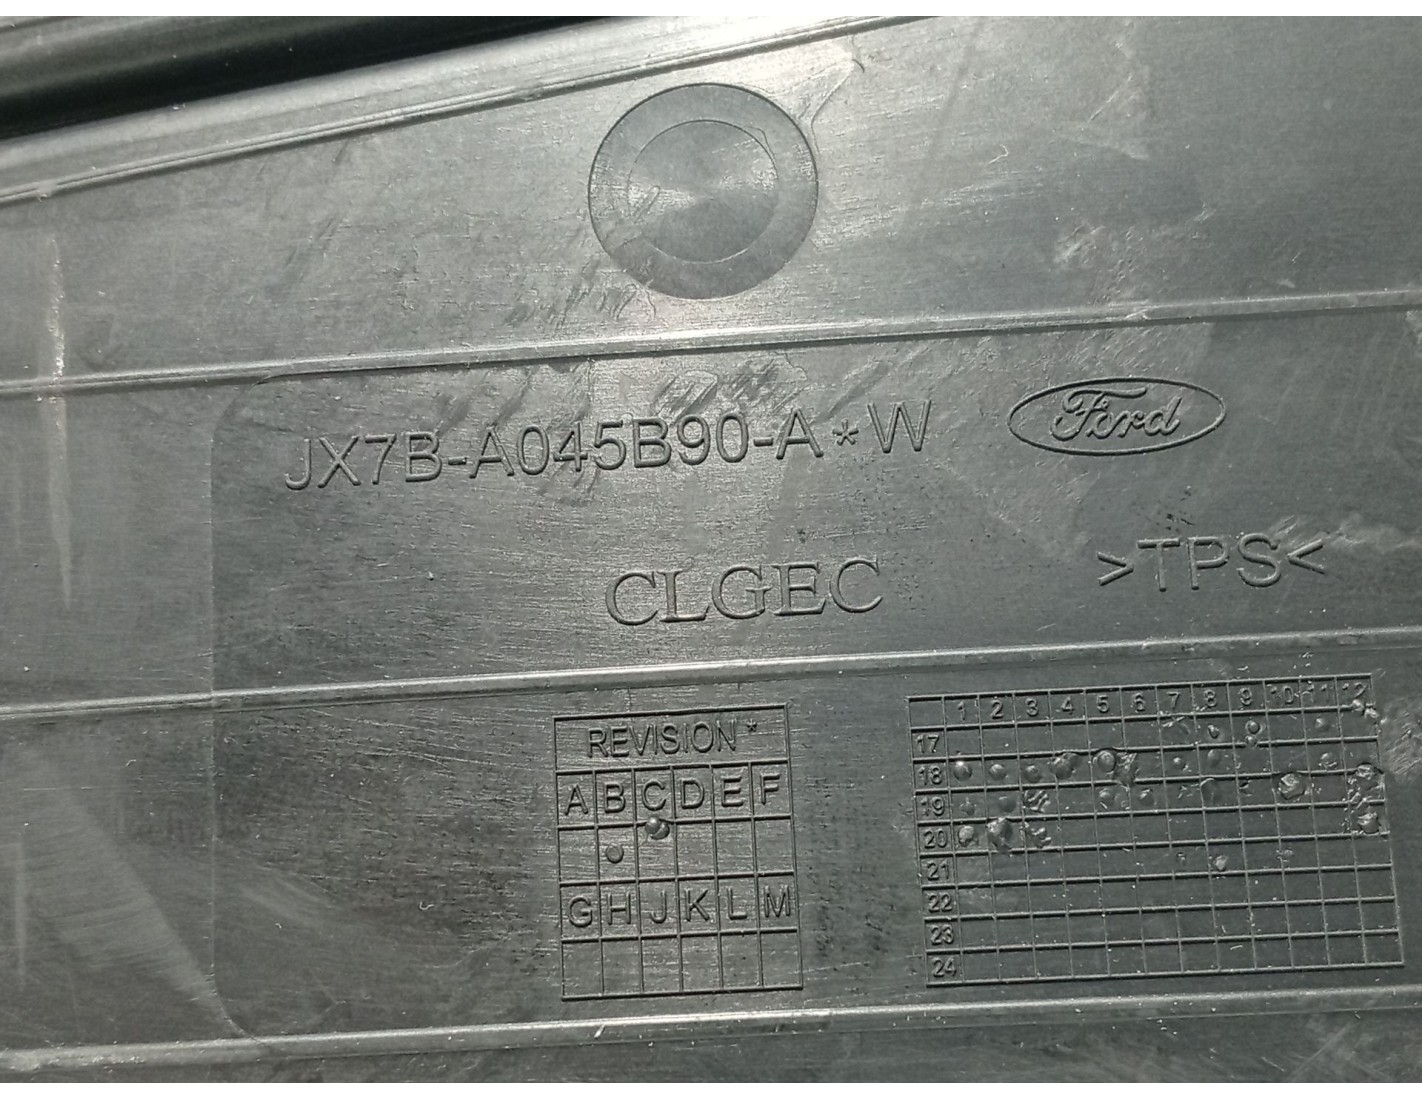 JX7B-A045B90-A*W
Ford
CLGEC
>TPS<
REVISION *
A B C D E F
G H J K L M
1 2 3 4 5 6 7 8 9 10 11 12
17
18
19
20
21
22
23
24